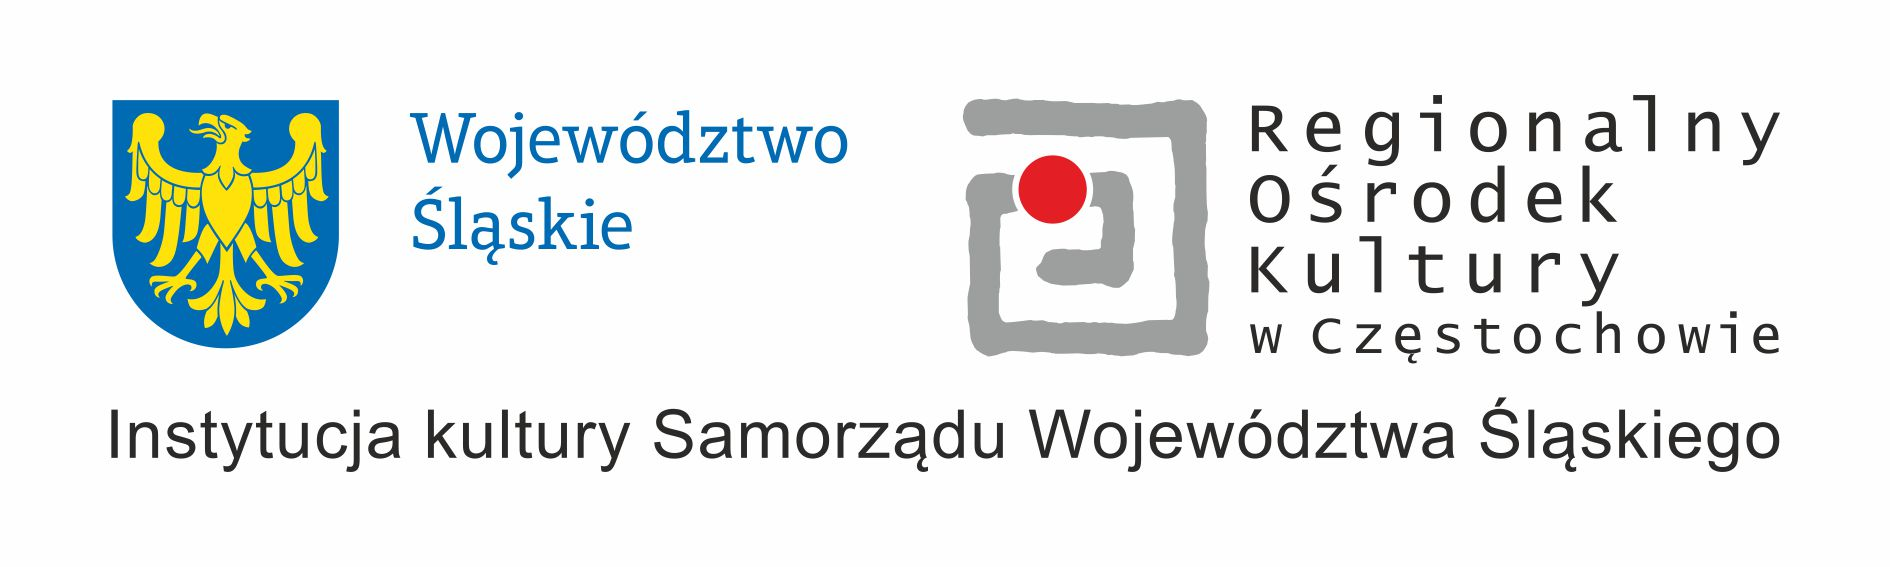 Województwo
Śląskie
Regionalny
Ośrodek
Kultury
w Częstochowie
Instytucja kultury Samorządu Województwa Śląskiego